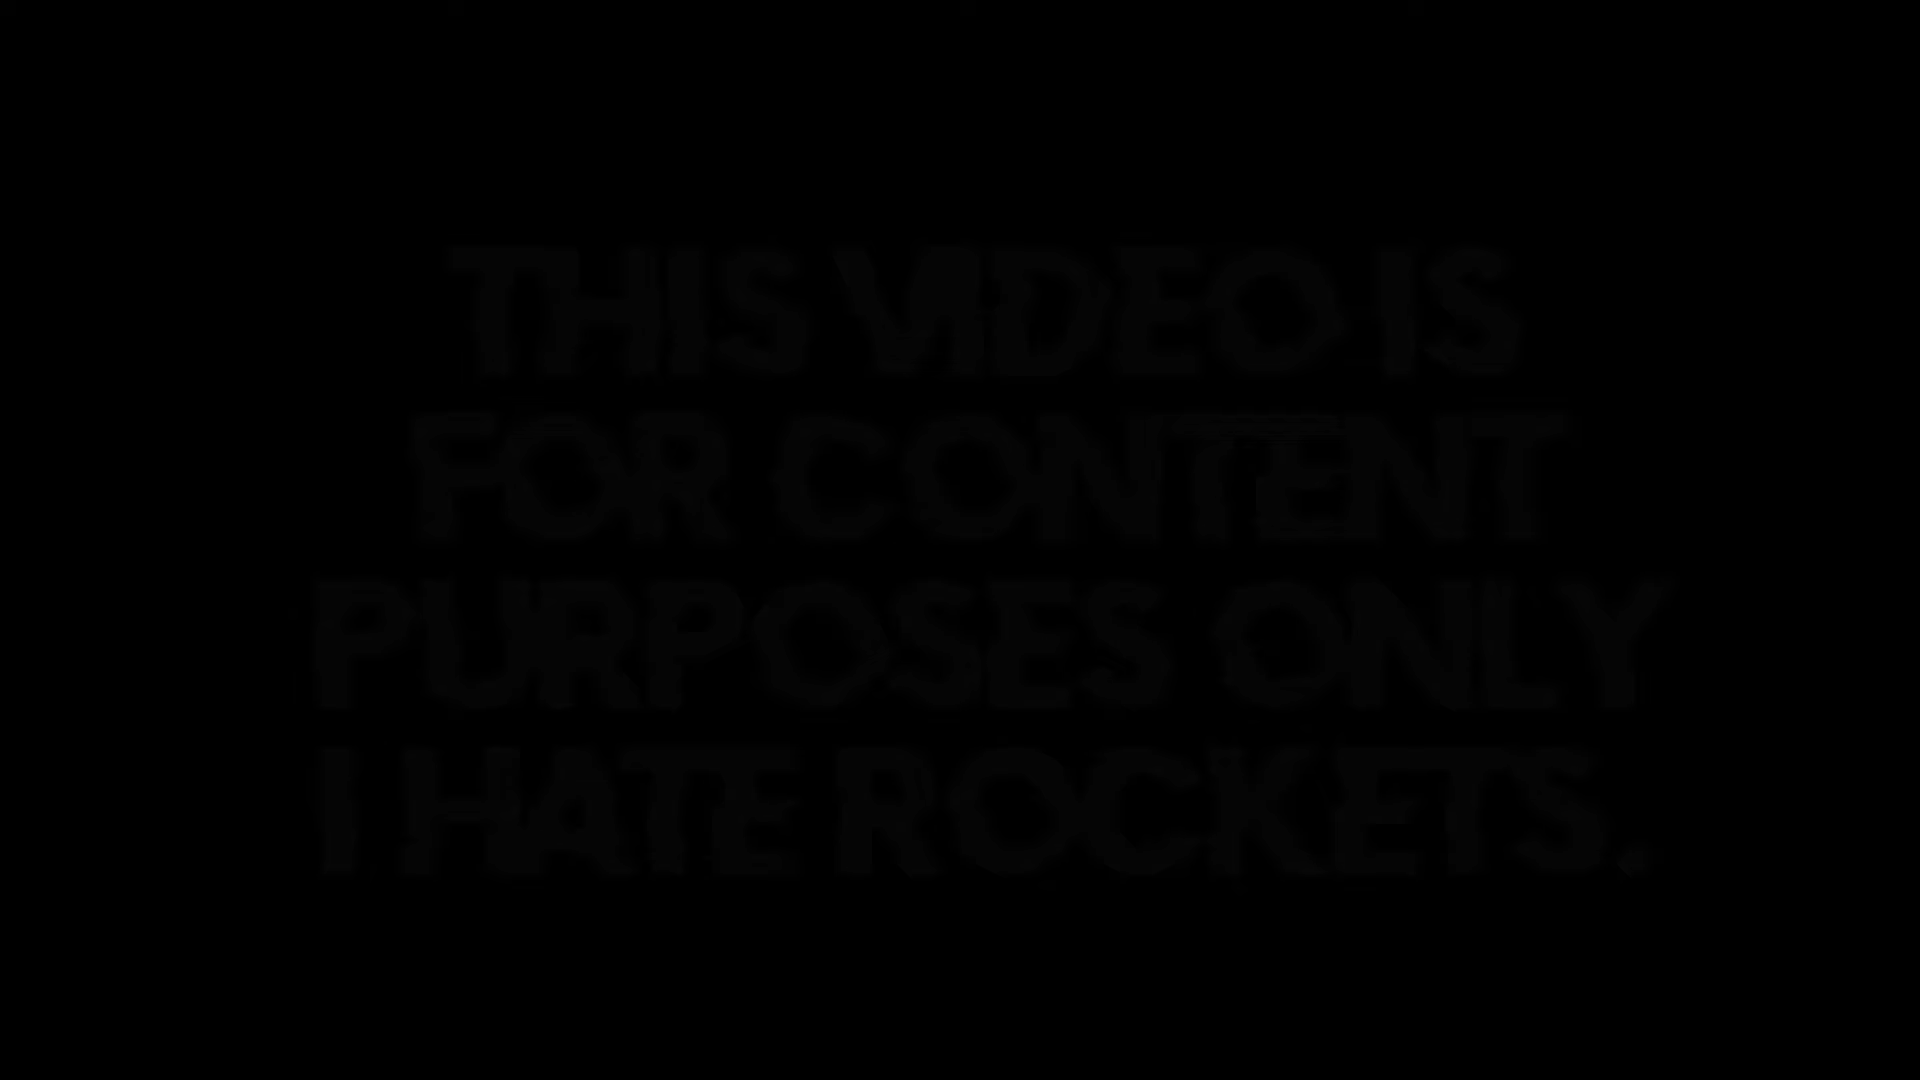 THIS VIDEO IS
FOR CONTENT
PURPOSES ONLY
I HATE ROCKETS.